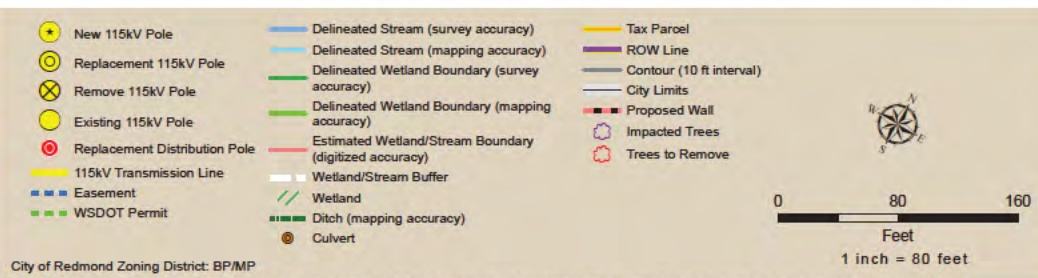 New 115kV Pole
Replacement 115kV Pole
Remove 115kV Pole
Existing 115kV Pole
Replacement Distribution Pole
115kV Transmission Line
Easement
WSDOT Permit
City of Redmond Zoning District: BP/MP
Delineated Stream (survey accuracy)
Delineated Stream (mapping accuracy)
Delineated Wetland Boundary (survey
accuracy)
Delineated Wetland Boundary (mapping
accuracy)
Estimated Wetland/Stream Boundary
(digitized accuracy)
Wetland/Stream Buffer
Wetland
Ditch (mapping accuracy)
Culvert
Tax Parcel
ROW Line
Contour (10 ft interval)
City Limits
Proposed Wall
Impacted Trees
Trees to Remove
N
W
E
S
0 80 160
Feet
1 inch = 80 feet